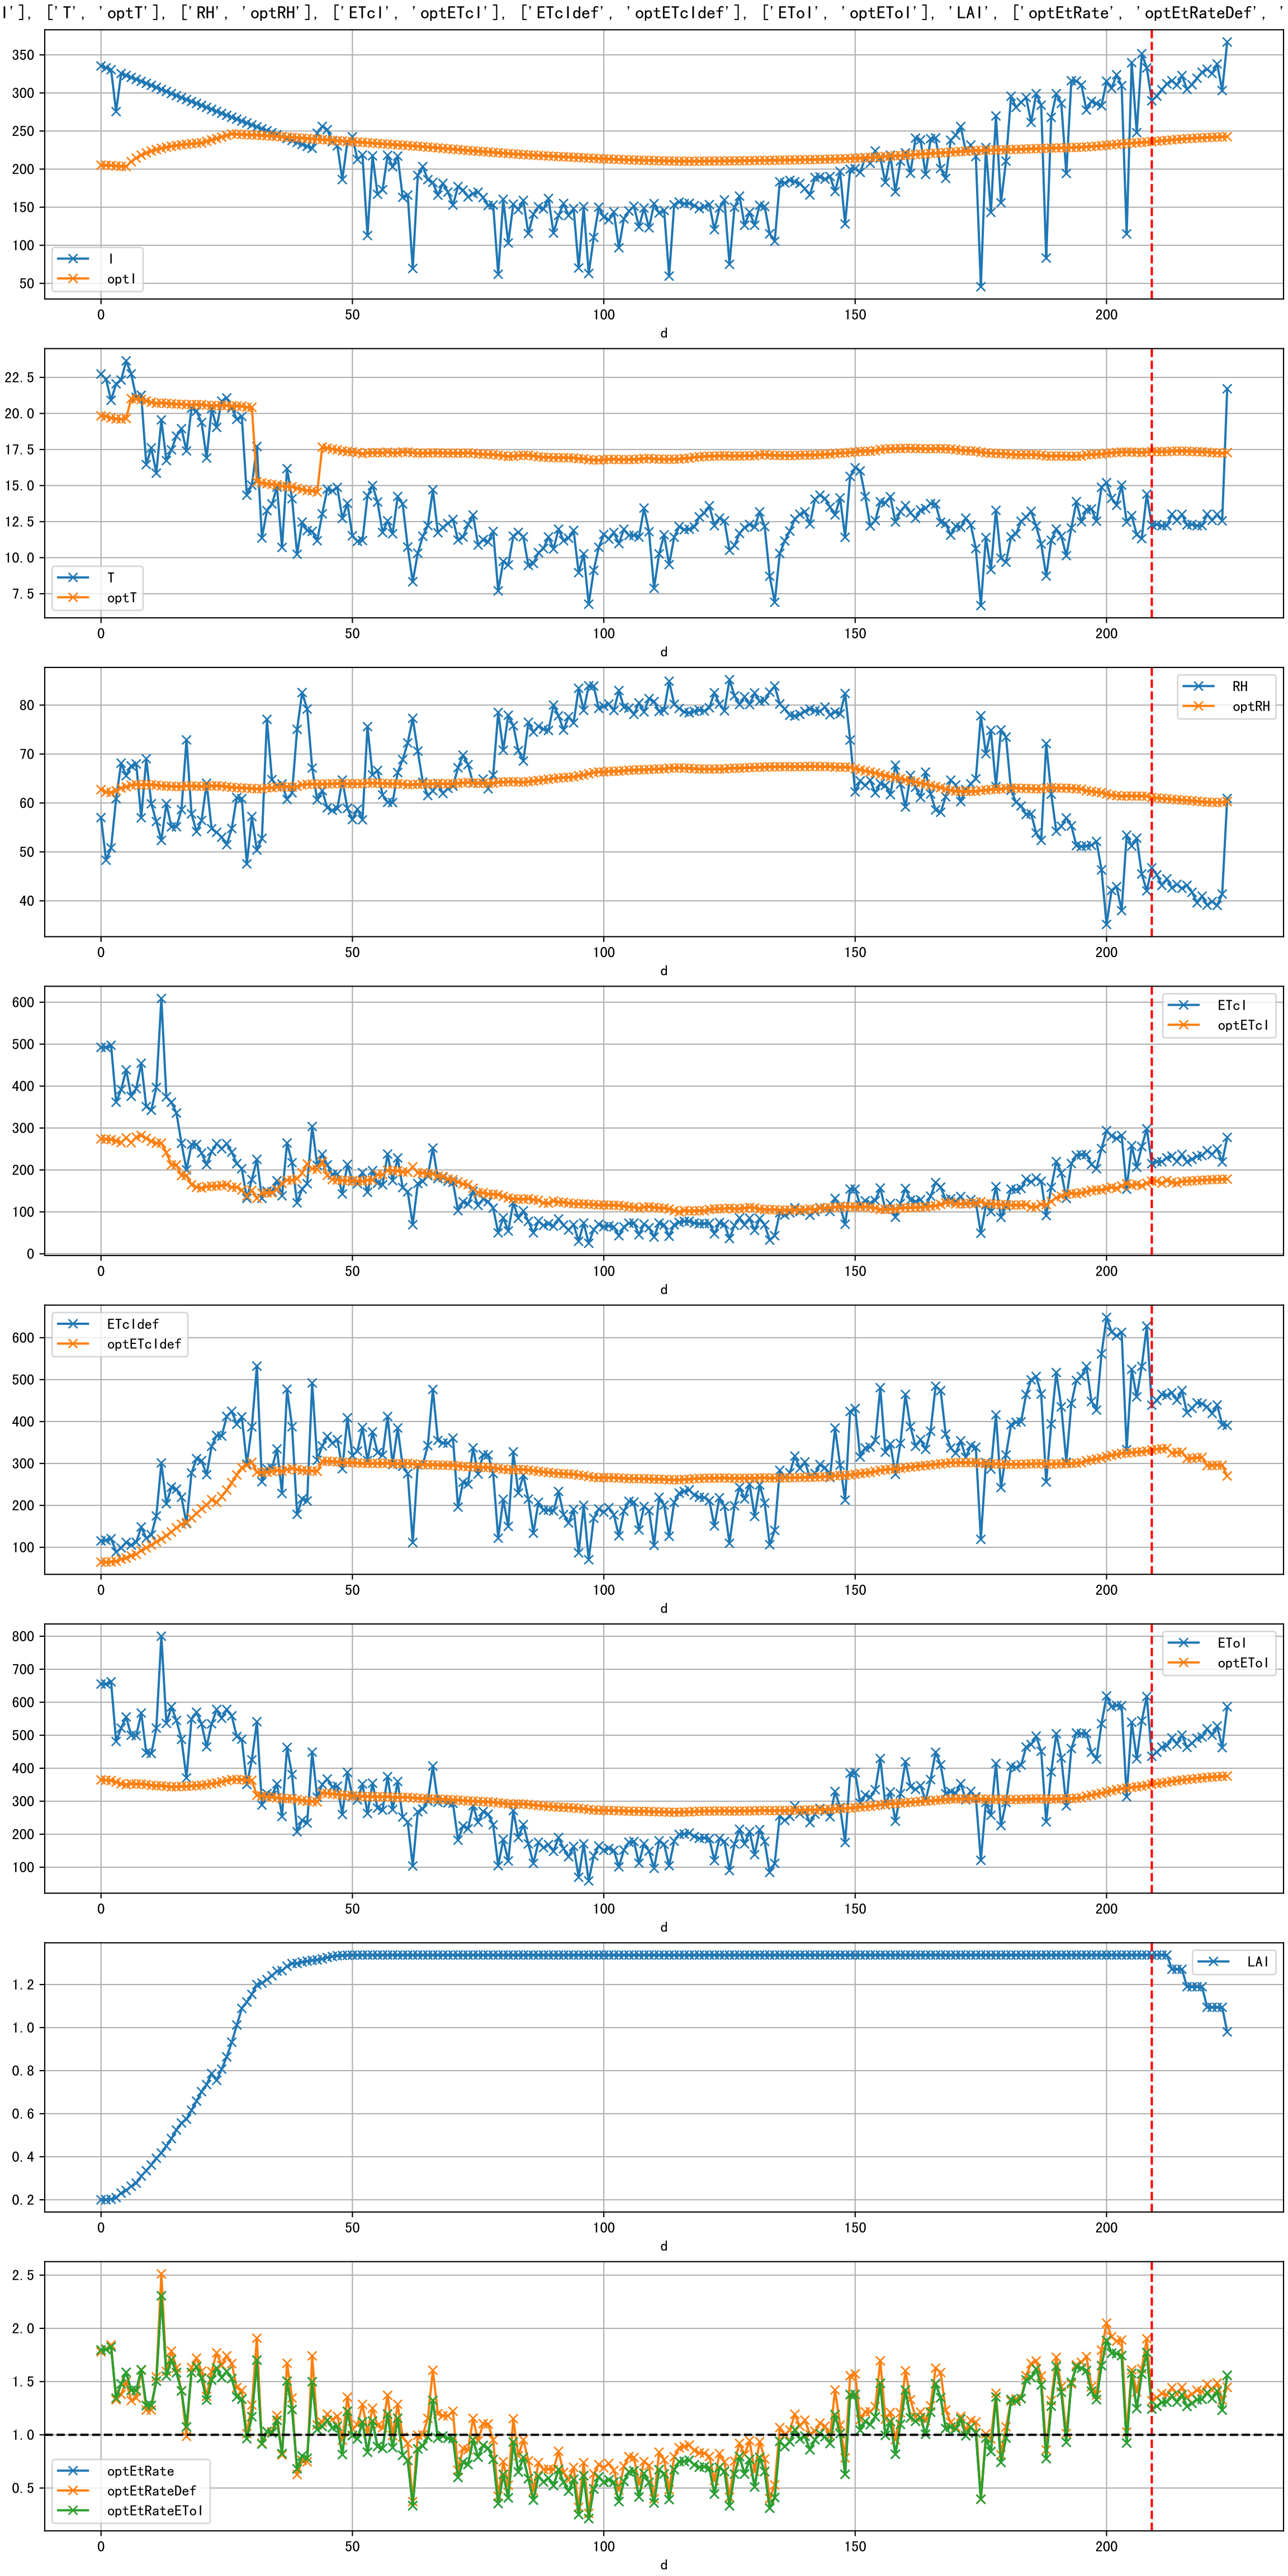 I'], ['T', 'optT'], ['RH', 'optRH'], ['ETcI', 'optETcI'], ['ETcIdef', 'optETcIdef'], ['EToI', 'optEToI'], 'LAI', ['optEtRate', 'optEtRateDef', '
350
300
250
200
150
100
50
I
optI
0 50 100 150 200
d
22.5
20.0
17.5
15.0
12.5
10.0
7.5
T
optT
0 50 100 150 200
d
80
70
60
50
40
RH
optRH
0 50 100 150 200
d
600
500
400
300
200
100
0
ETcI
optETcI
0 50 100 150 200
d
600
500
400
300
200
100
ETcIdef
optETcIdef
0 50 100 150 200
d
800
700
600
500
400
300
200
100
EToI
optEToI
0 50 100 150 200
d
1.2
1.0
0.8
0.6
0.4
0.2
LAI
0 50 100 150 200
d
2.5
2.0
1.5
1.0
0.5
optEtRate
optEtRateDef
optEtRateEToI
0 50 100 150 200
d